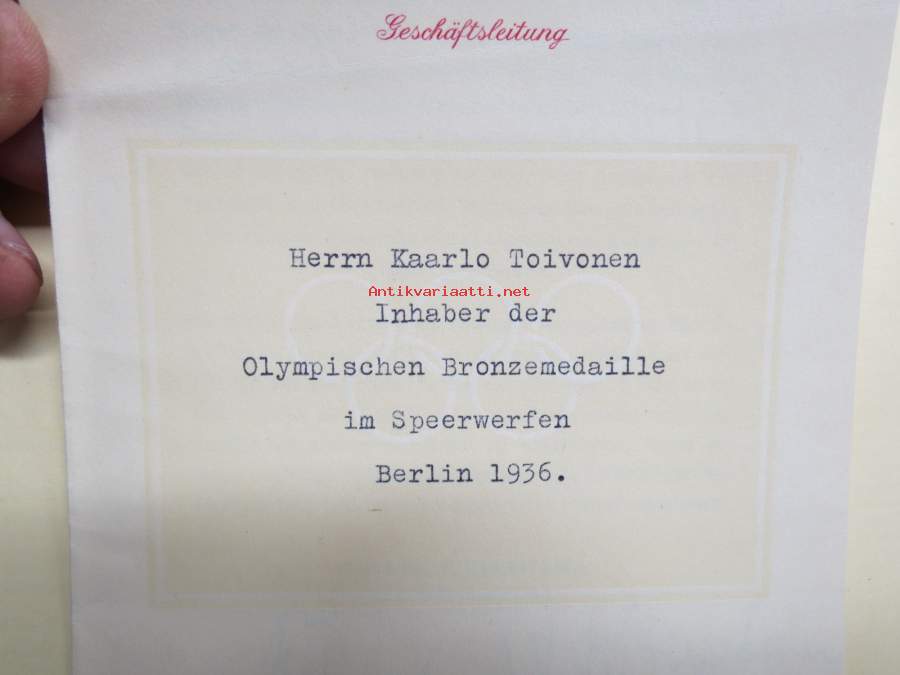 Geschäftsleitung
Herrn Kaarlo Toivonen
Antikvariaatti.net
Inhaber der
Olympischen Bronzemedaille
im Speerwerfen
Berlin 1936.